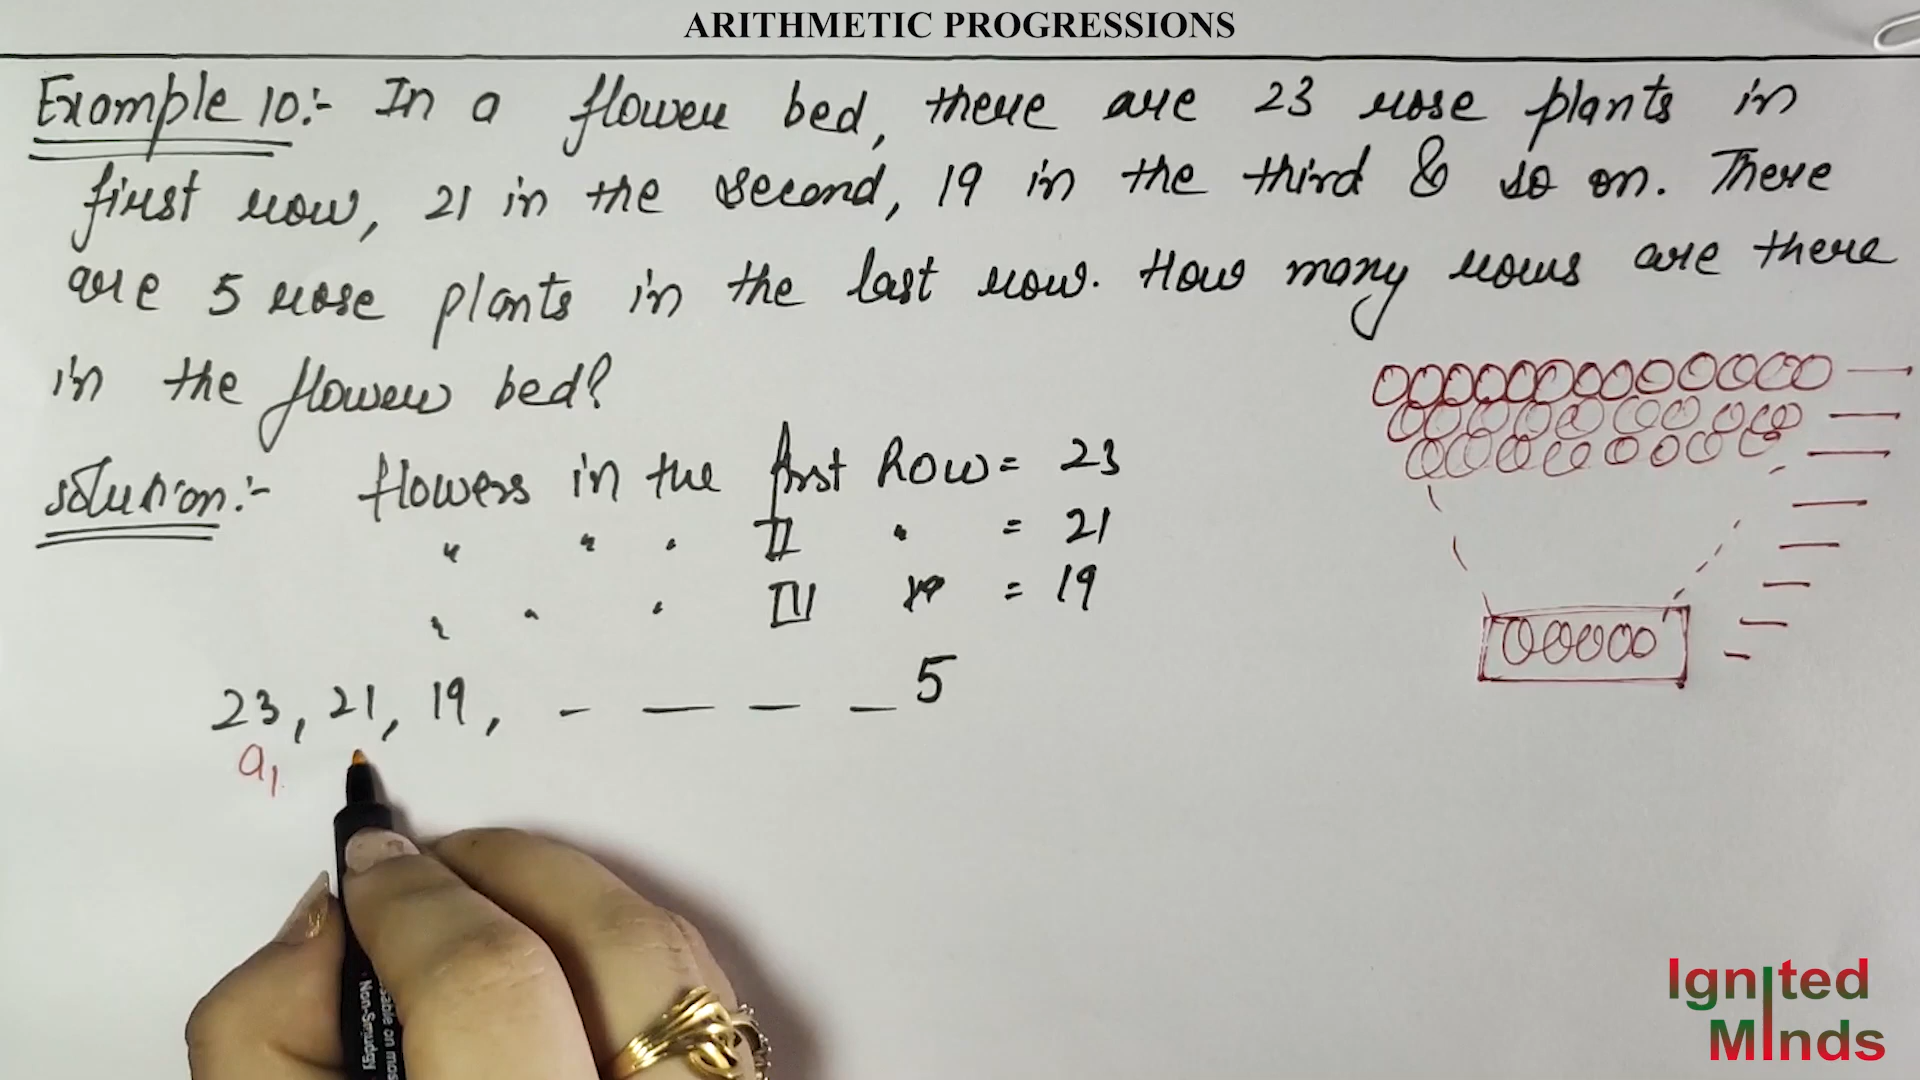 ARITHMETIC PROGRESSIONS
Example 10:- In a flower bed, there are 23 rose plants in
first row, 21 in the second, 19 in the third & so on. There
are 5 rose plants in the last row. How many rows are there
in the flower bed?
Solution:- flowers in the first Row = 23
" " " II " = 21
" " " III " = 19
23, 21, 19, - — — — 5
a₁
Non-Smudgy
Ignited
Minds